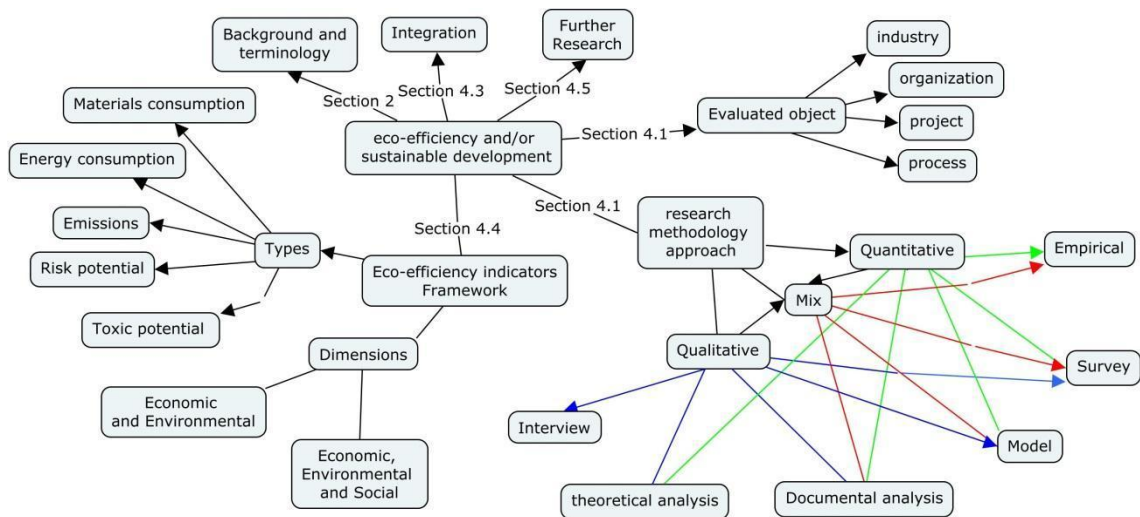 Background and
terminology
Integration
Further
Research
industry
organization
project
process
Evaluated object
Section 2
Section 4.3
Section 4.5
Section 4.1
eco-efficiency and/or
sustainable development
Materials consumption
Energy consumption
Emissions
Risk potential
Toxic potential
Types
Section 4.4
Section 4.1
Eco-efficiency indicators
Framework
research
methodology
approach
Quantitative
Empirical
Mix
Qualitative
Survey
Dimensions
Economic
and Environmental
Economic,
Environmental
and Social
Interview
Model
theoretical analysis
Documental analysis